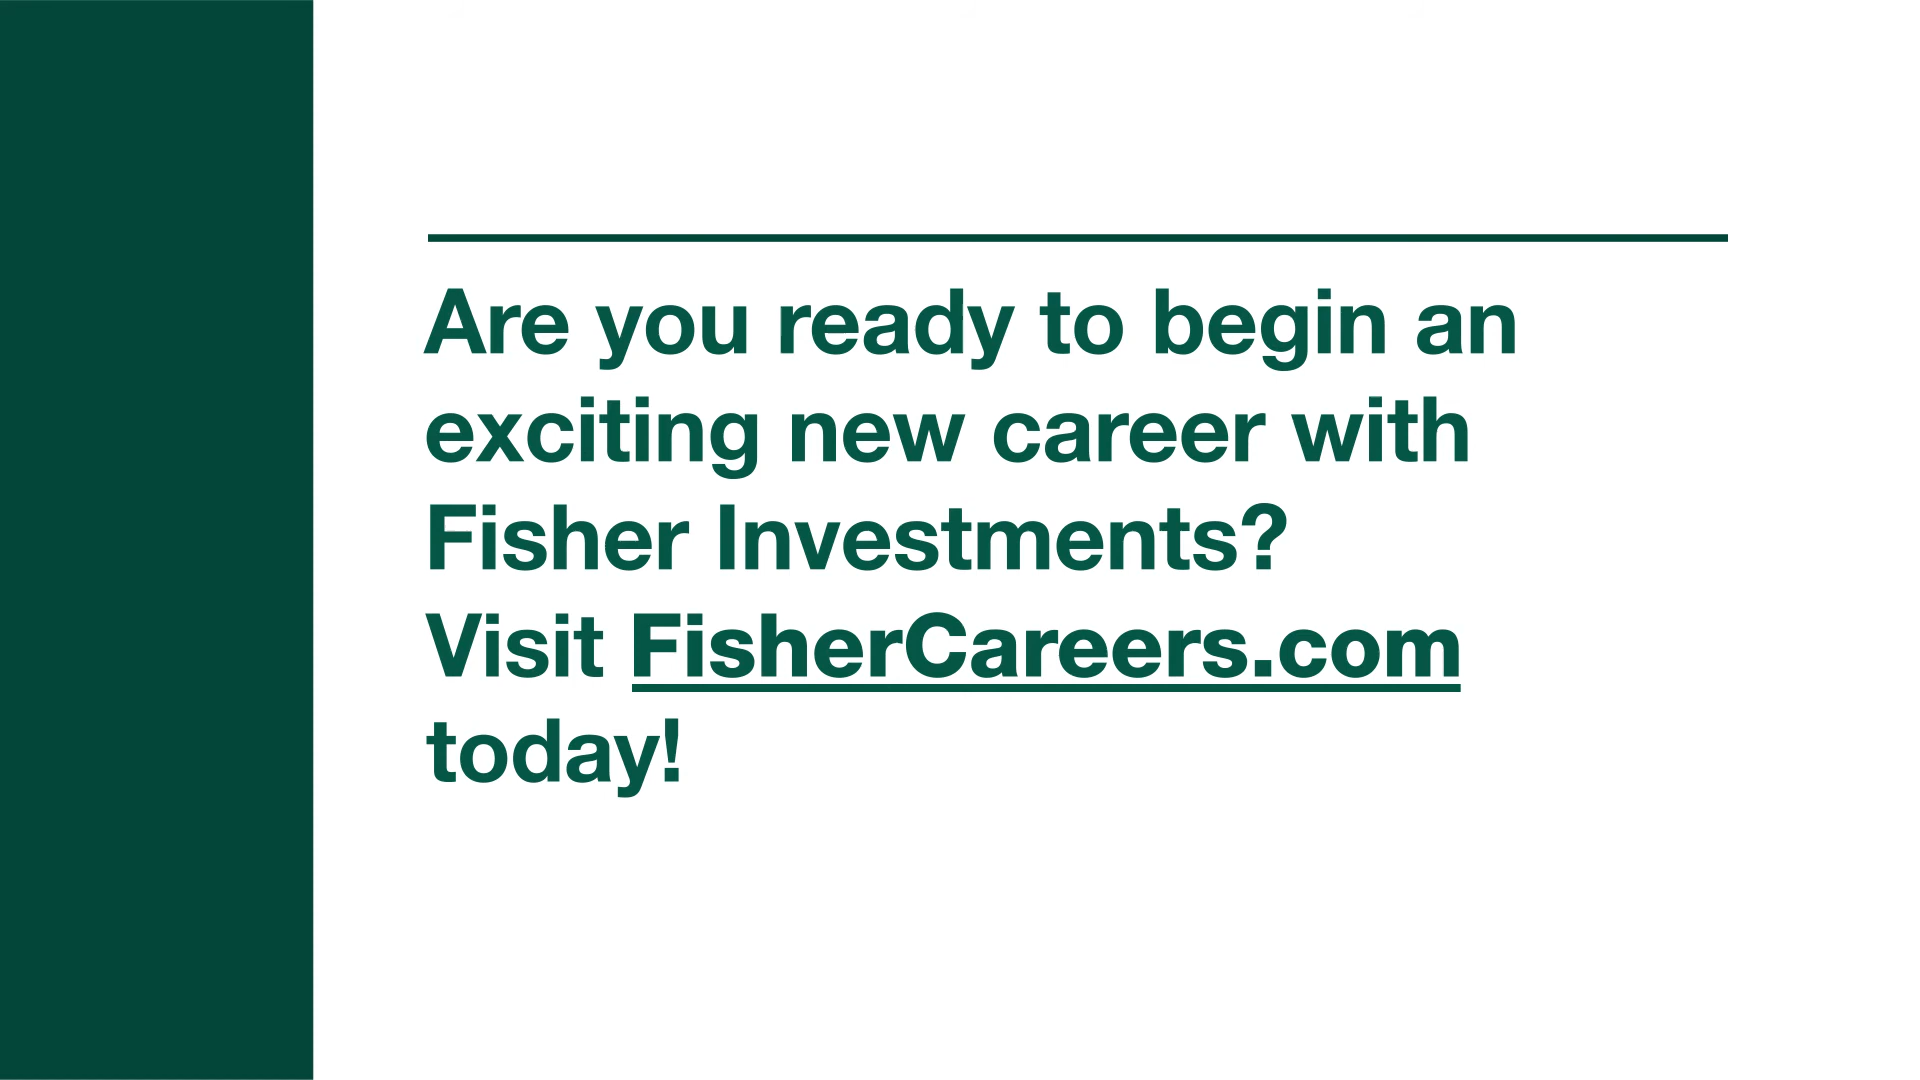 Are you ready to begin an
exciting new career with
Fisher Investments?
Visit FisherCareers.com
today!